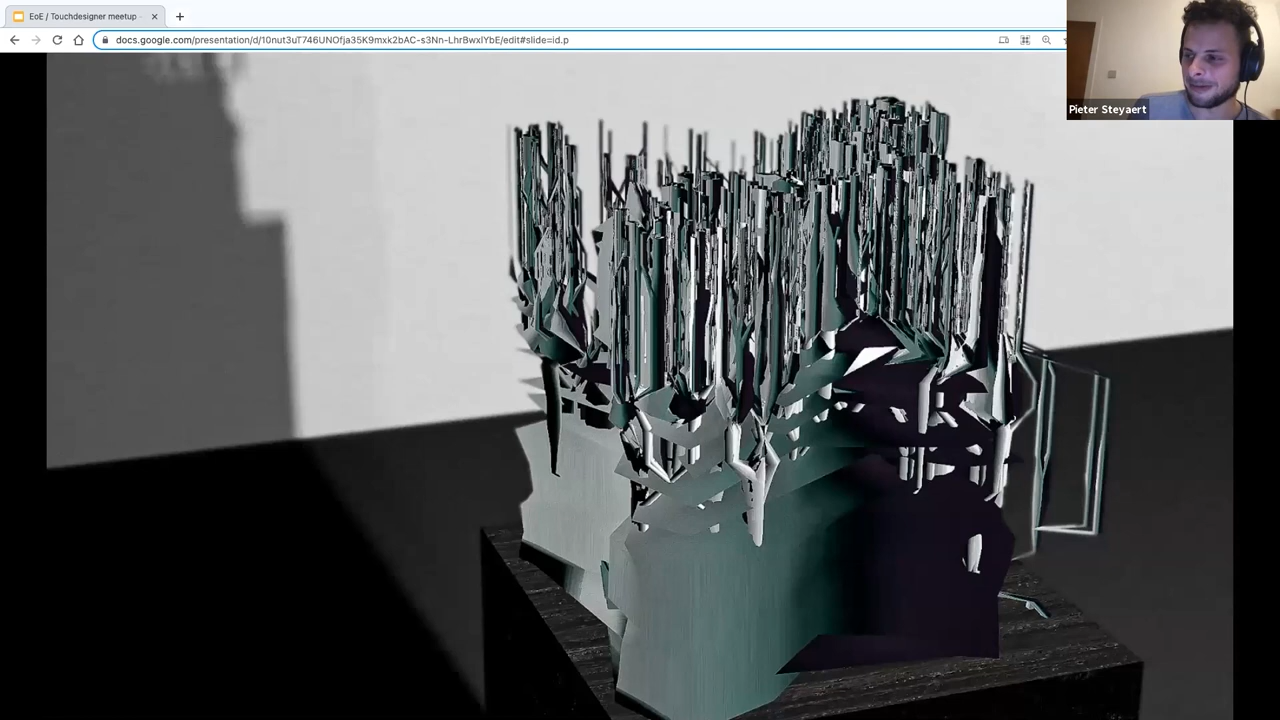 EoE / Touchdesigner meetup -
docs.google.com/presentation/d/10nut3uT746UNOfja35K9mxk2bAC-s3Nn-LhrBwxlYbE/edit#slide=id.p
Pieter Steyaert